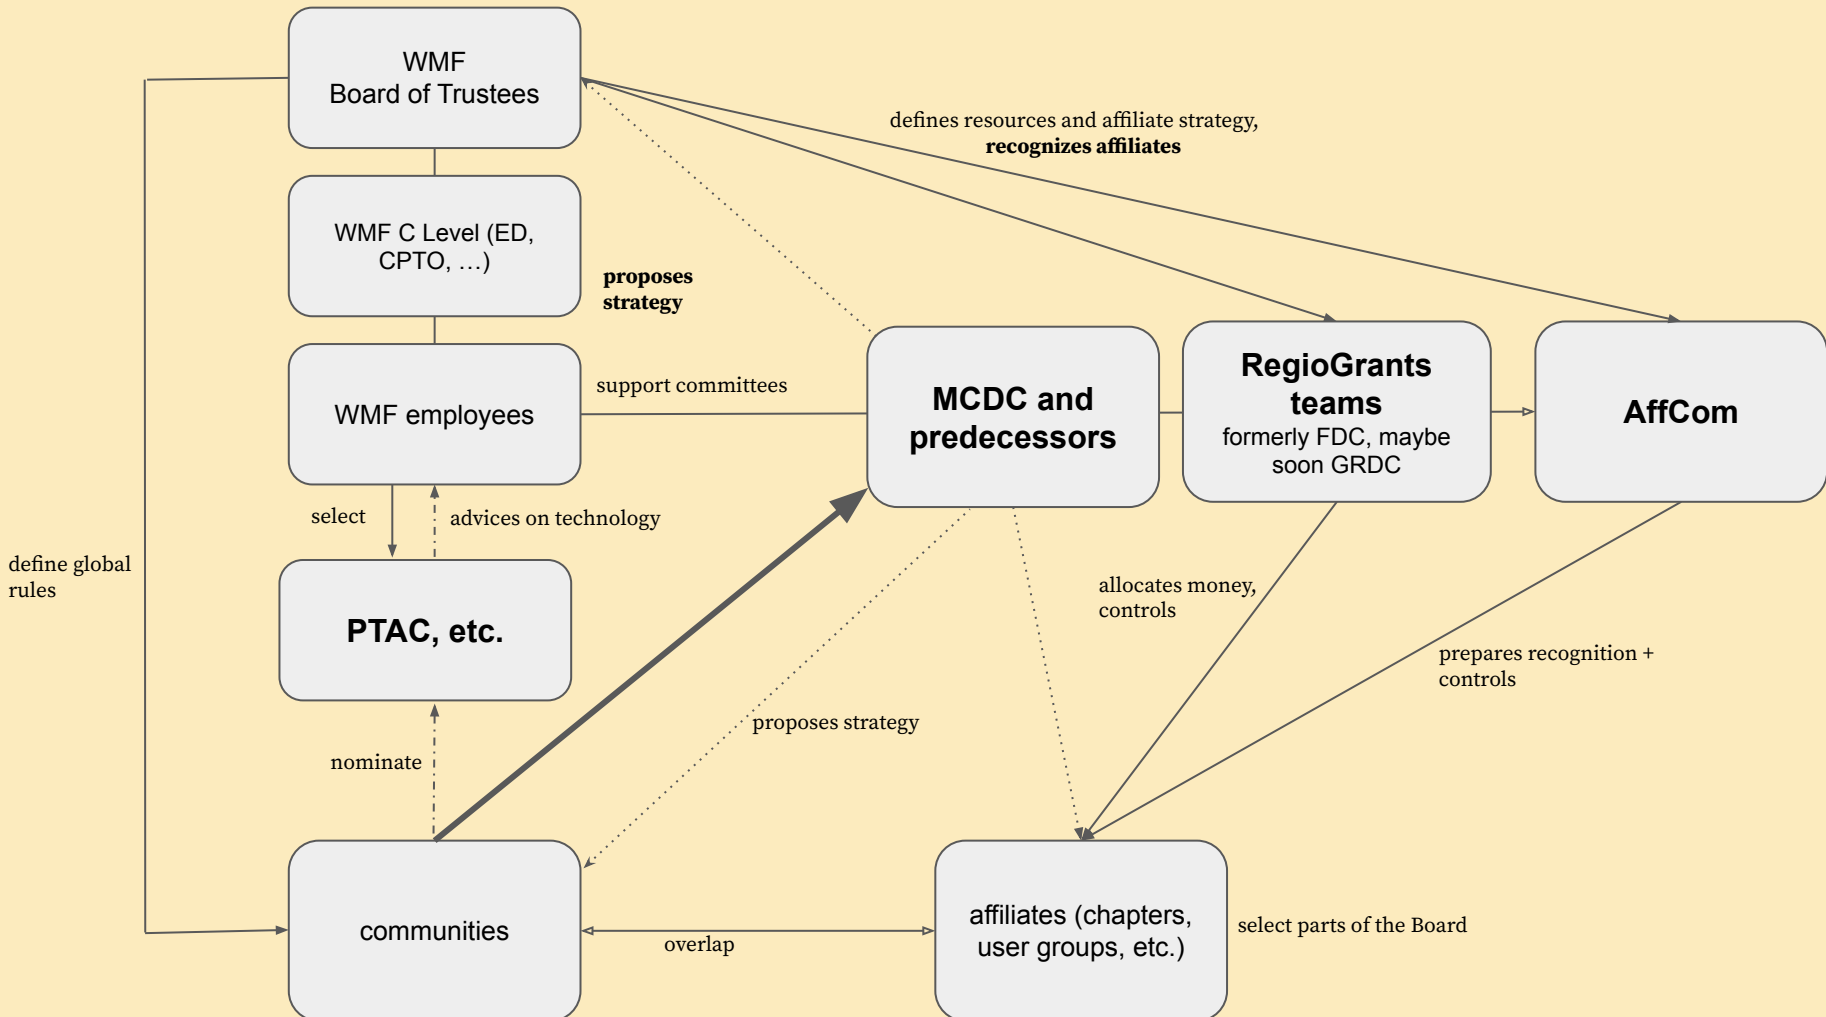 WMF
Board of Trustees
defines resources and affiliate strategy,
recognizes affiliates
WMF C Level (ED,
CPTO, …)
proposes
strategy
WMF employees
support committees
MCDC and
predecessors
RegioGrants
teams
formerly FDC, maybe
soon GRDC
AffCom
select
advices on technology
define global
rules
PTAC, etc.
allocates money,
controls
prepares recognition +
controls
proposes strategy
nominate
communities
overlap
affiliates (chapters,
user groups, etc.)
select parts of the Board